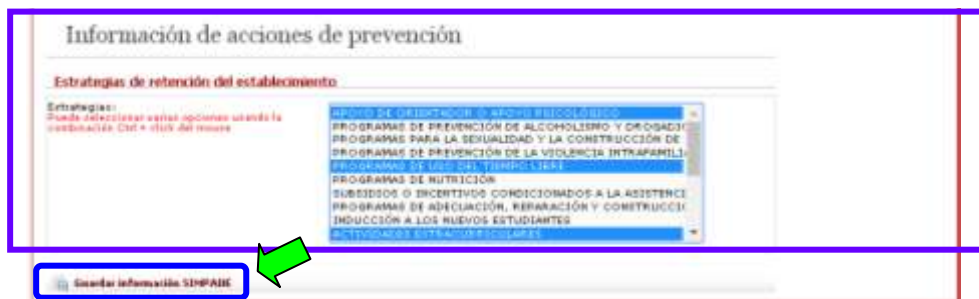 Información de acciones de prevención
Estrategias de retención del establecimiento
Estrategias:
Puede seleccionar varias opciones usando la
combinación Ctrl + click del mouse
APOYO DE ORIENTADOR O APOYO PSICOLÓGICO
PROGRAMAS DE PREVENCIÓN DE ALCOHOLISMO Y DROGADIC
PROGRAMAS PARA LA SEXUALIDAD Y LA CONSTRUCCIÓN DE
PROGRAMAS DE PREVENCIÓN DE LA VIOLENCIA INTRAFAMILI
PROGRAMAS DE USO DEL TIEMPO LIBRE
PROGRAMAS DE NUTRICIÓN
SUBSIDIOS O INCENTIVOS CONDICIONADOS A LA ASISTENCI
PROGRAMAS DE ADECUACIÓN, REPARACIÓN Y CONSTRUCCI
INDUCCIÓN A LOS NUEVOS ESTUDIANTES
ACTIVIDADES EXTRACURRICULARES
Guardar información SIMPADE